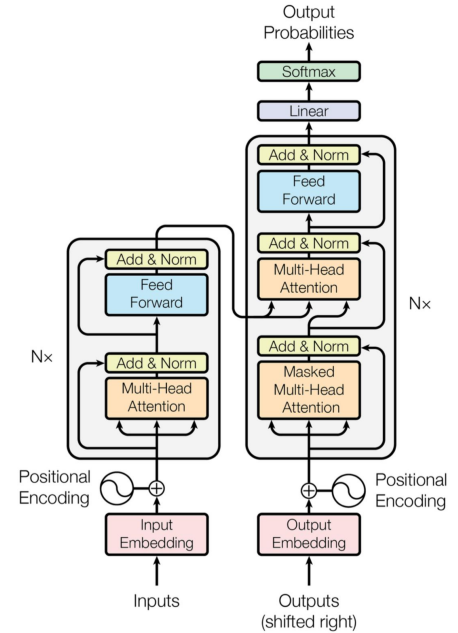 Output
Probabilities
Softmax
Linear
Add & Norm
Feed
Forward
Add & Norm
Multi-Head
Attention
Add & Norm
Masked
Multi-Head
Attention
N×
Add & Norm
Feed
Forward
N×
Add & Norm
Multi-Head
Attention
Positional
Encoding
Positional
Encoding
Input
Embedding
Output
Embedding
Inputs
Outputs
(shifted right)